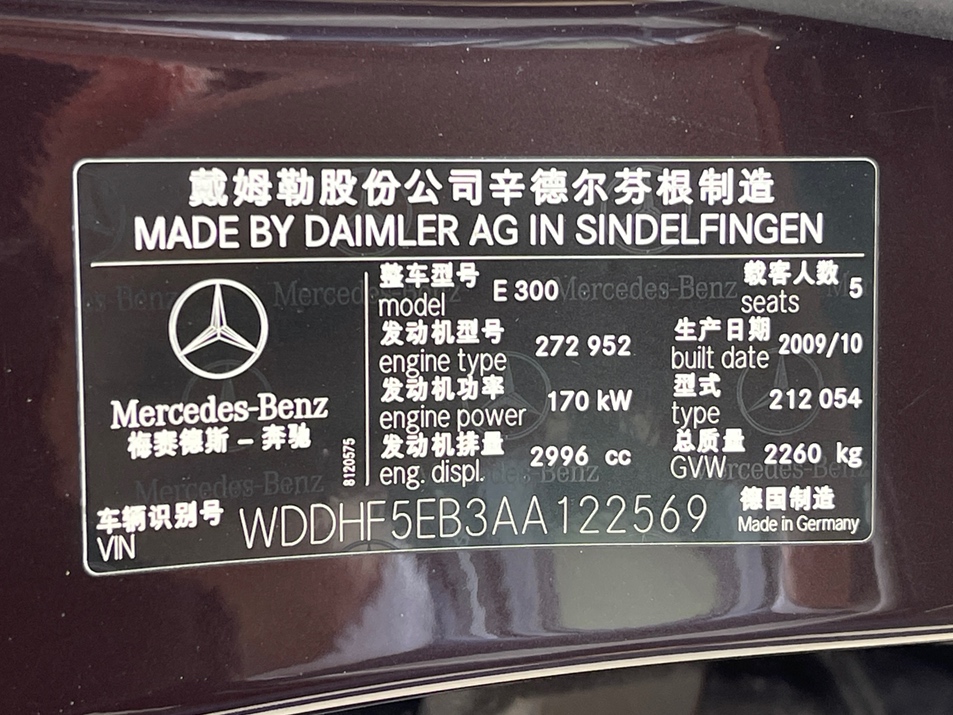 戴姆勒股份公司辛德尔芬根制造
MADE BY DAIMLER AG IN SINDELFINGEN
Mercedes-Benz
梅赛德斯－奔驰
8120575
整车型号
model E 300
载客人数
seats 5
发动机型号
engine type 272 952
生产日期
built date 2009/10
发动机功率
engine power 170 kW
型式
type 212 054
发动机排量
eng. displ. 2996 cc
总质量
GVW 2260 kg
车辆识别号
VIN WDDHF5EB3AA122569
德国制造
Made in Germany